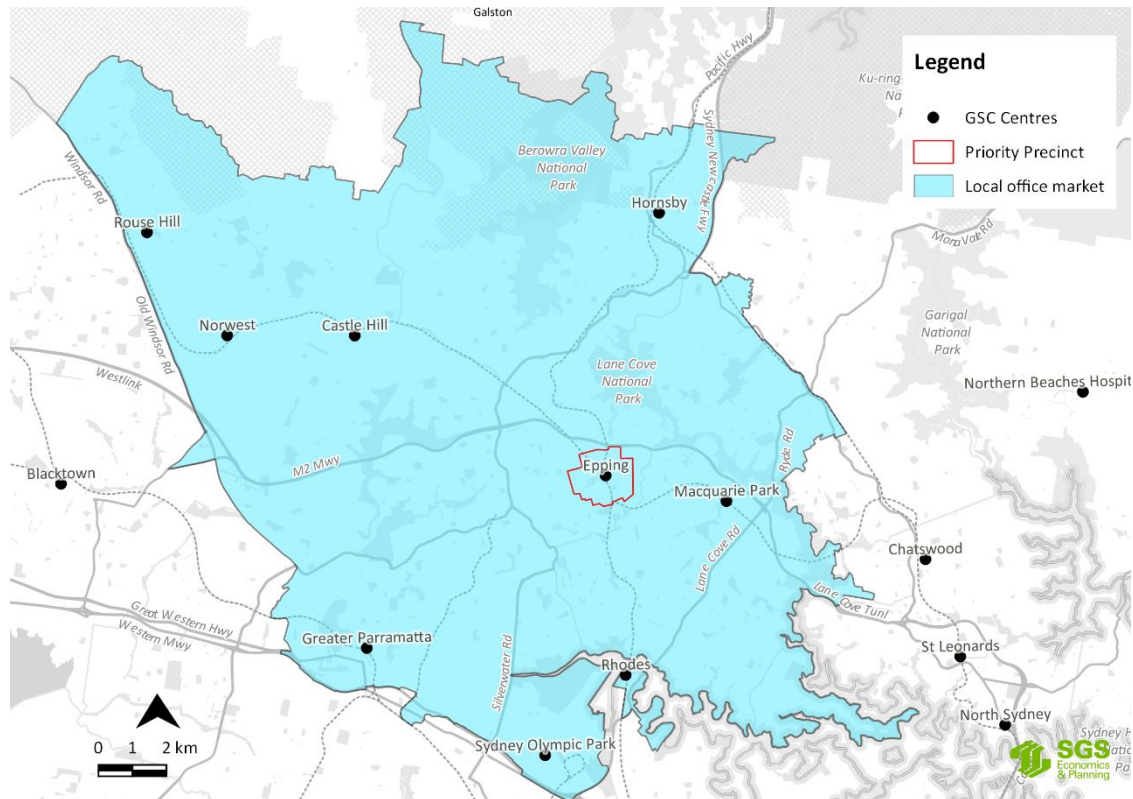 Galston
Pacific Hwy
Legend
GSC Centres
Priority Precinct
Local office market
Berowra Valley
National
Park
Sydney Newcastle Fwy
Windsor Rd
Rouse Hill
Hornsby
Old Windsor Rd
Garigal
National
Park
Norwest
Castle Hill
Westlink
Lane Cove
National
Park
Northern Beaches Hospit
Ryde Rd
M2 Mwy
Epping
Blacktown
Macquarie Park
Lane Cove Rd
Chatswood
Lane Cove Tunl
Great Western Hwy
Western Mwy
Greater Parramatta
Silverwater Rd
Rhodes
St Leonards
North Sydney
0 1 2 km
Sydney Olympic Park
SGS
Economics
& Planning